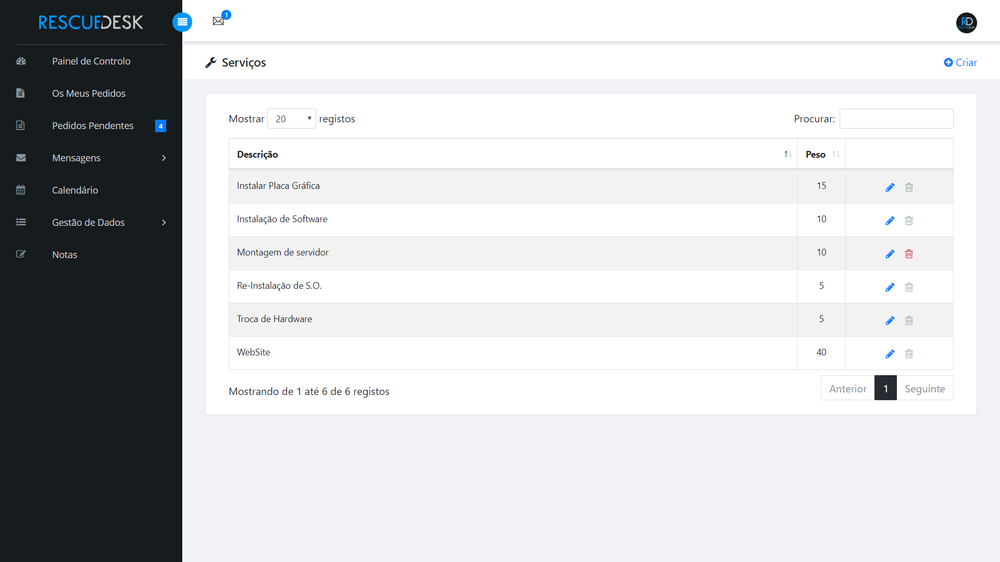 RESCUEDESK
1
RD
RESCUEDESK
Painel de Controlo
Os Meus Pedidos
Pedidos Pendentes 4
Mensagens
Calendário
Gestão de Dados
Notas
Serviços
Criar
Mostrar 20 registos
Procurar:
Descrição Peso
Instalar Placa Gráfica 15
Instalação de Software 10
Montagem de servidor 10
Re-Instalação de S.O. 5
Troca de Hardware 5
WebSite 40
Mostrando de 1 até 6 de 6 registos
Anterior 1 Seguinte